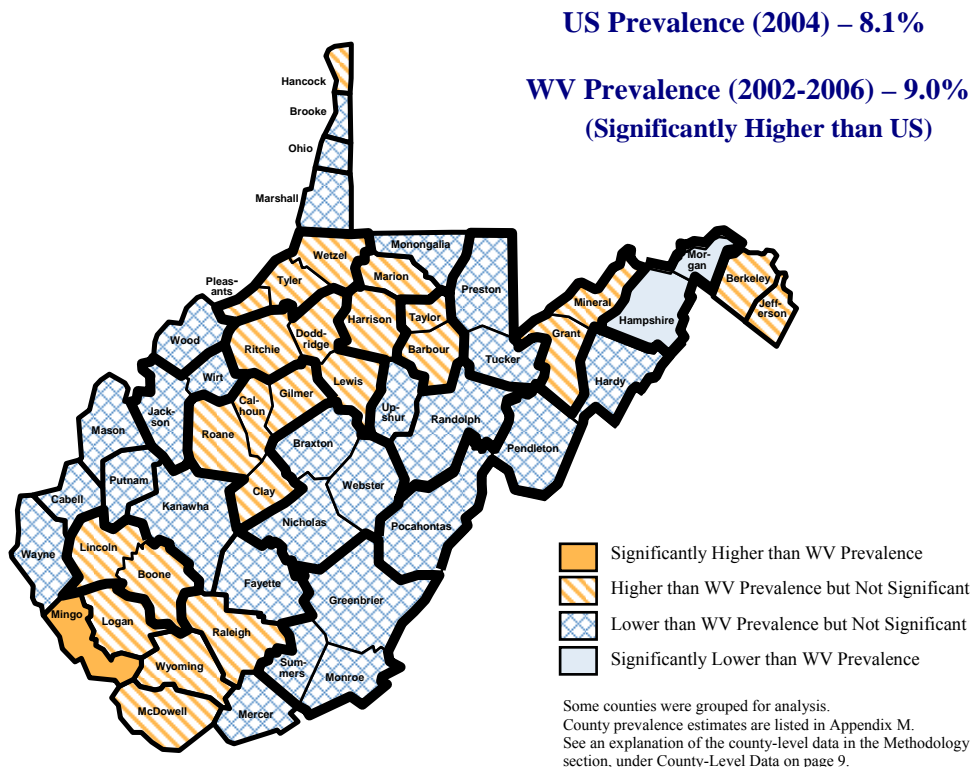 US Prevalence (2004) – 8.1%
WV Prevalence (2002-2006) – 9.0%
(Significantly Higher than US)
Hancock
Brooke
Ohio
Marshall
Wetzel
Monongalia
Marion
Preston
Mor-
gan
Berkeley
Jeff-
erson
Mineral
Hampshire
Grant
Hardy
Pleas-
ants
Tyler
Wood
Ritchie
Dodd-
ridge
Harrison
Taylor
Barbour
Tucker
Wirt
Cal-
houn
Gilmer
Lewis
Up-
shur
Randolph
Pendleton
Jack-
son
Mason
Roane
Braxton
Webster
Putnam
Cabell
Kanawha
Clay
Nicholas
Pocahontas
Wayne
Lincoln
Boone
Fayette
Greenbrier
Mingo
Logan
Raleigh
Wyoming
Sum-
mers
Monroe
McDowell
Mercer
Significantly Higher than WV Prevalence
Higher than WV Prevalence but Not Significant
Lower than WV Prevalence but Not Significant
Significantly Lower than WV Prevalence
Some counties were grouped for analysis.
County prevalence estimates are listed in Appendix M.
See an explanation of the county-level data in the Methodology
section, under County-Level Data on page 9.